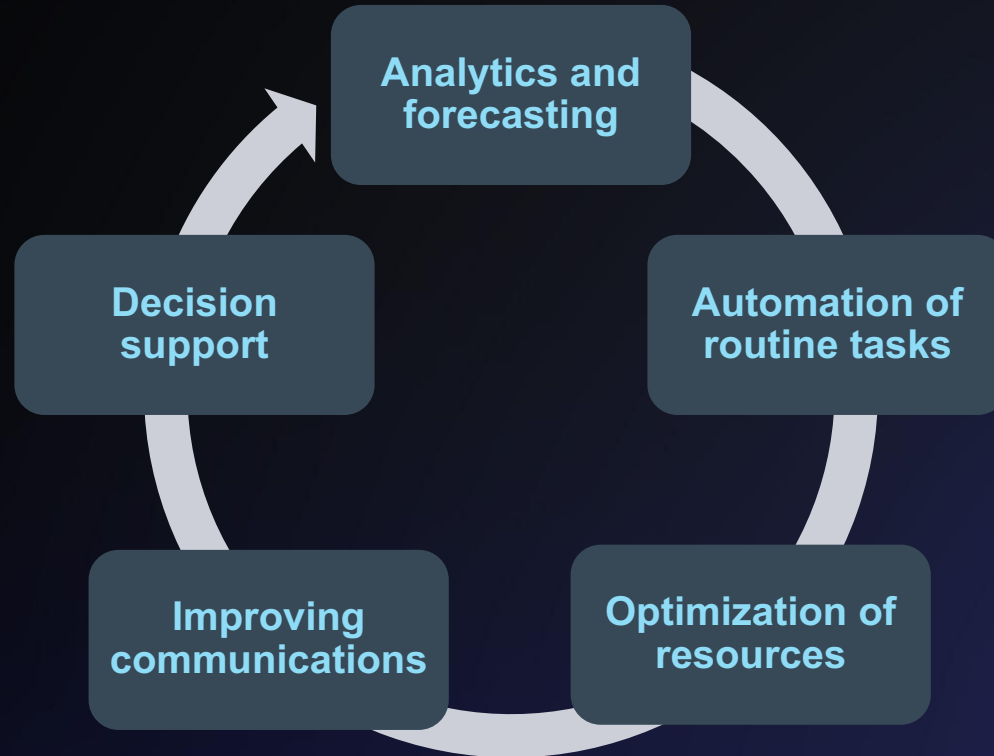 Analytics and
forecasting
Automation of
routine tasks
Optimization of
resources
Improving
communications
Decision
support